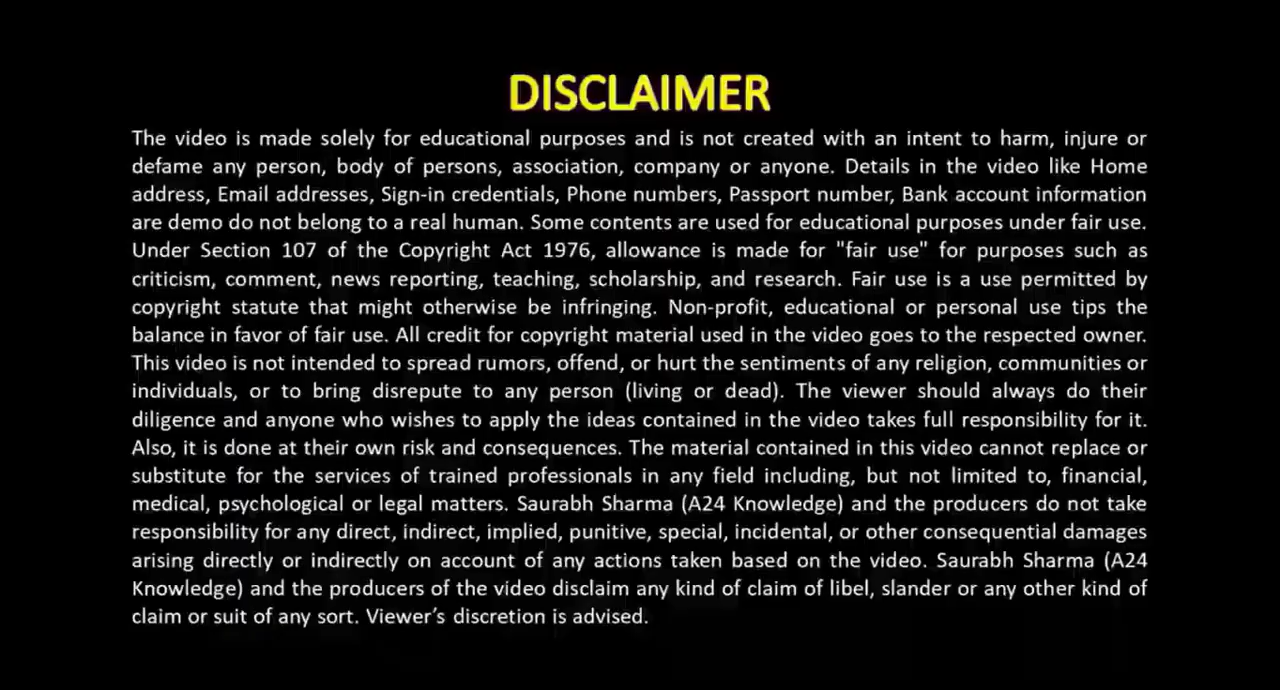 DISCLAIMER
The video is made solely for educational purposes and is not created with an intent to harm, injure or
defame any person, body of persons, association, company or anyone. Details in the video like Home
address, Email addresses, Sign-in credentials, Phone numbers, Passport number, Bank account information
are demo do not belong to a real human. Some contents are used for educational purposes under fair use.
Under Section 107 of the Copyright Act 1976, allowance is made for "fair use" for purposes such as
criticism, comment, news reporting, teaching, scholarship, and research. Fair use is a use permitted by
copyright statute that might otherwise be infringing. Non-profit, educational or personal use tips the
balance in favor of fair use. All credit for copyright material used in the video goes to the respected owner.
This video is not intended to spread rumors, offend, or hurt the sentiments of any religion, communities or
individuals, or to bring disrepute to any person (living or dead). The viewer should always do their
diligence and anyone who wishes to apply the ideas contained in the video takes full responsibility for it.
Also, it is done at their own risk and consequences. The material contained in this video cannot replace or
substitute for the services of trained professionals in any field including, but not limited to, financial,
medical, psychological or legal matters. Saurabh Sharma (A24 Knowledge) and the producers do not take
responsibility for any direct, indirect, implied, punitive, special, incidental, or other consequential damages
arising directly or indirectly on account of any actions taken based on the video. Saurabh Sharma (A24
Knowledge) and the producers of the video disclaim any kind of claim of libel, slander or any other kind of
claim or suit of any sort. Viewer’s discretion is advised.